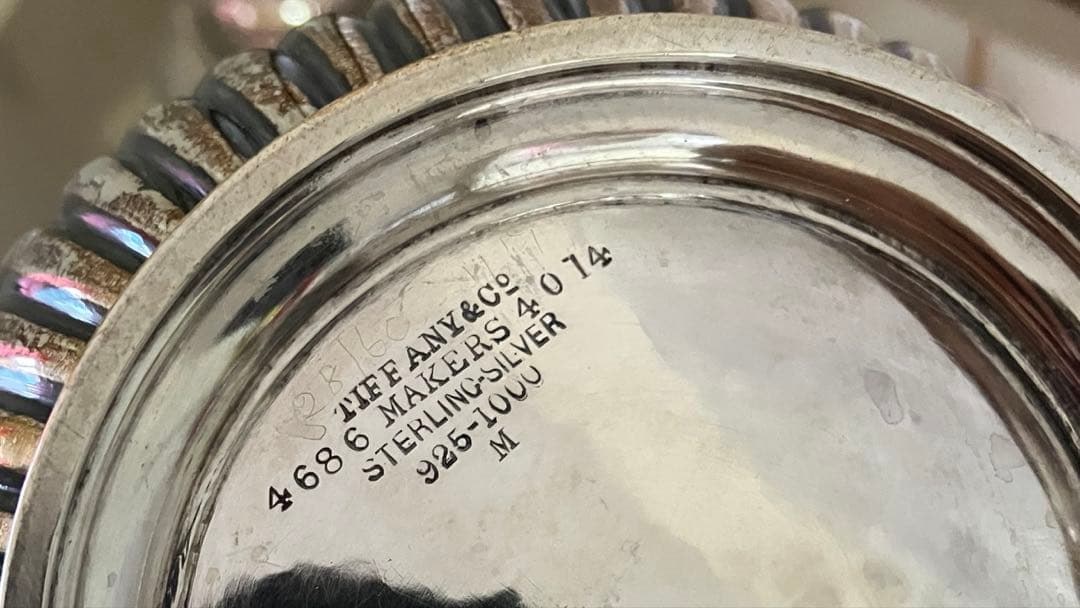 TIFFANY & Cº
4686 MAKERS 4014
STERLING-SILVER
925-1000
M